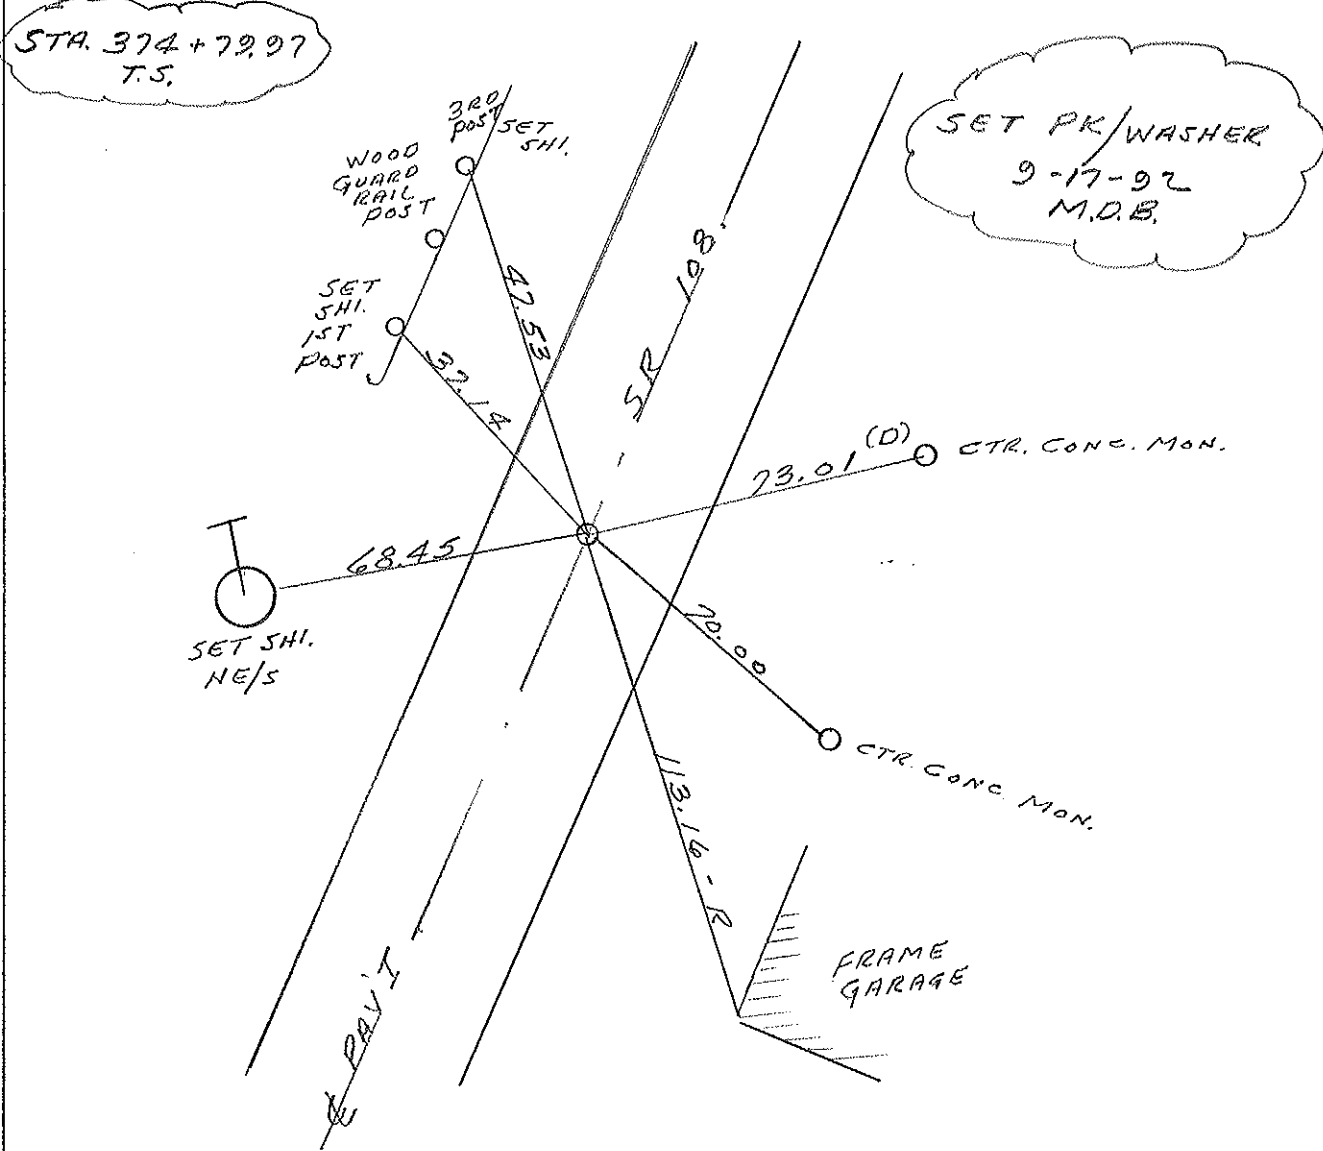 STA. 374+79.97
T.S.
SET PK/WASHER
9-17-92
M.D.B.
3RD
POST
SET
SHI.
WOOD
GUARD
RAIL
POST
SET
SHI.
1ST
POST
47.53
SR 108
(D)
73.01
CTR. CONC. MON.
68.45
SET SHI.
NE/S
70.00
CTR. CONC. MON.
113.16-R
FRAME
GARAGE
℄ PAV'T